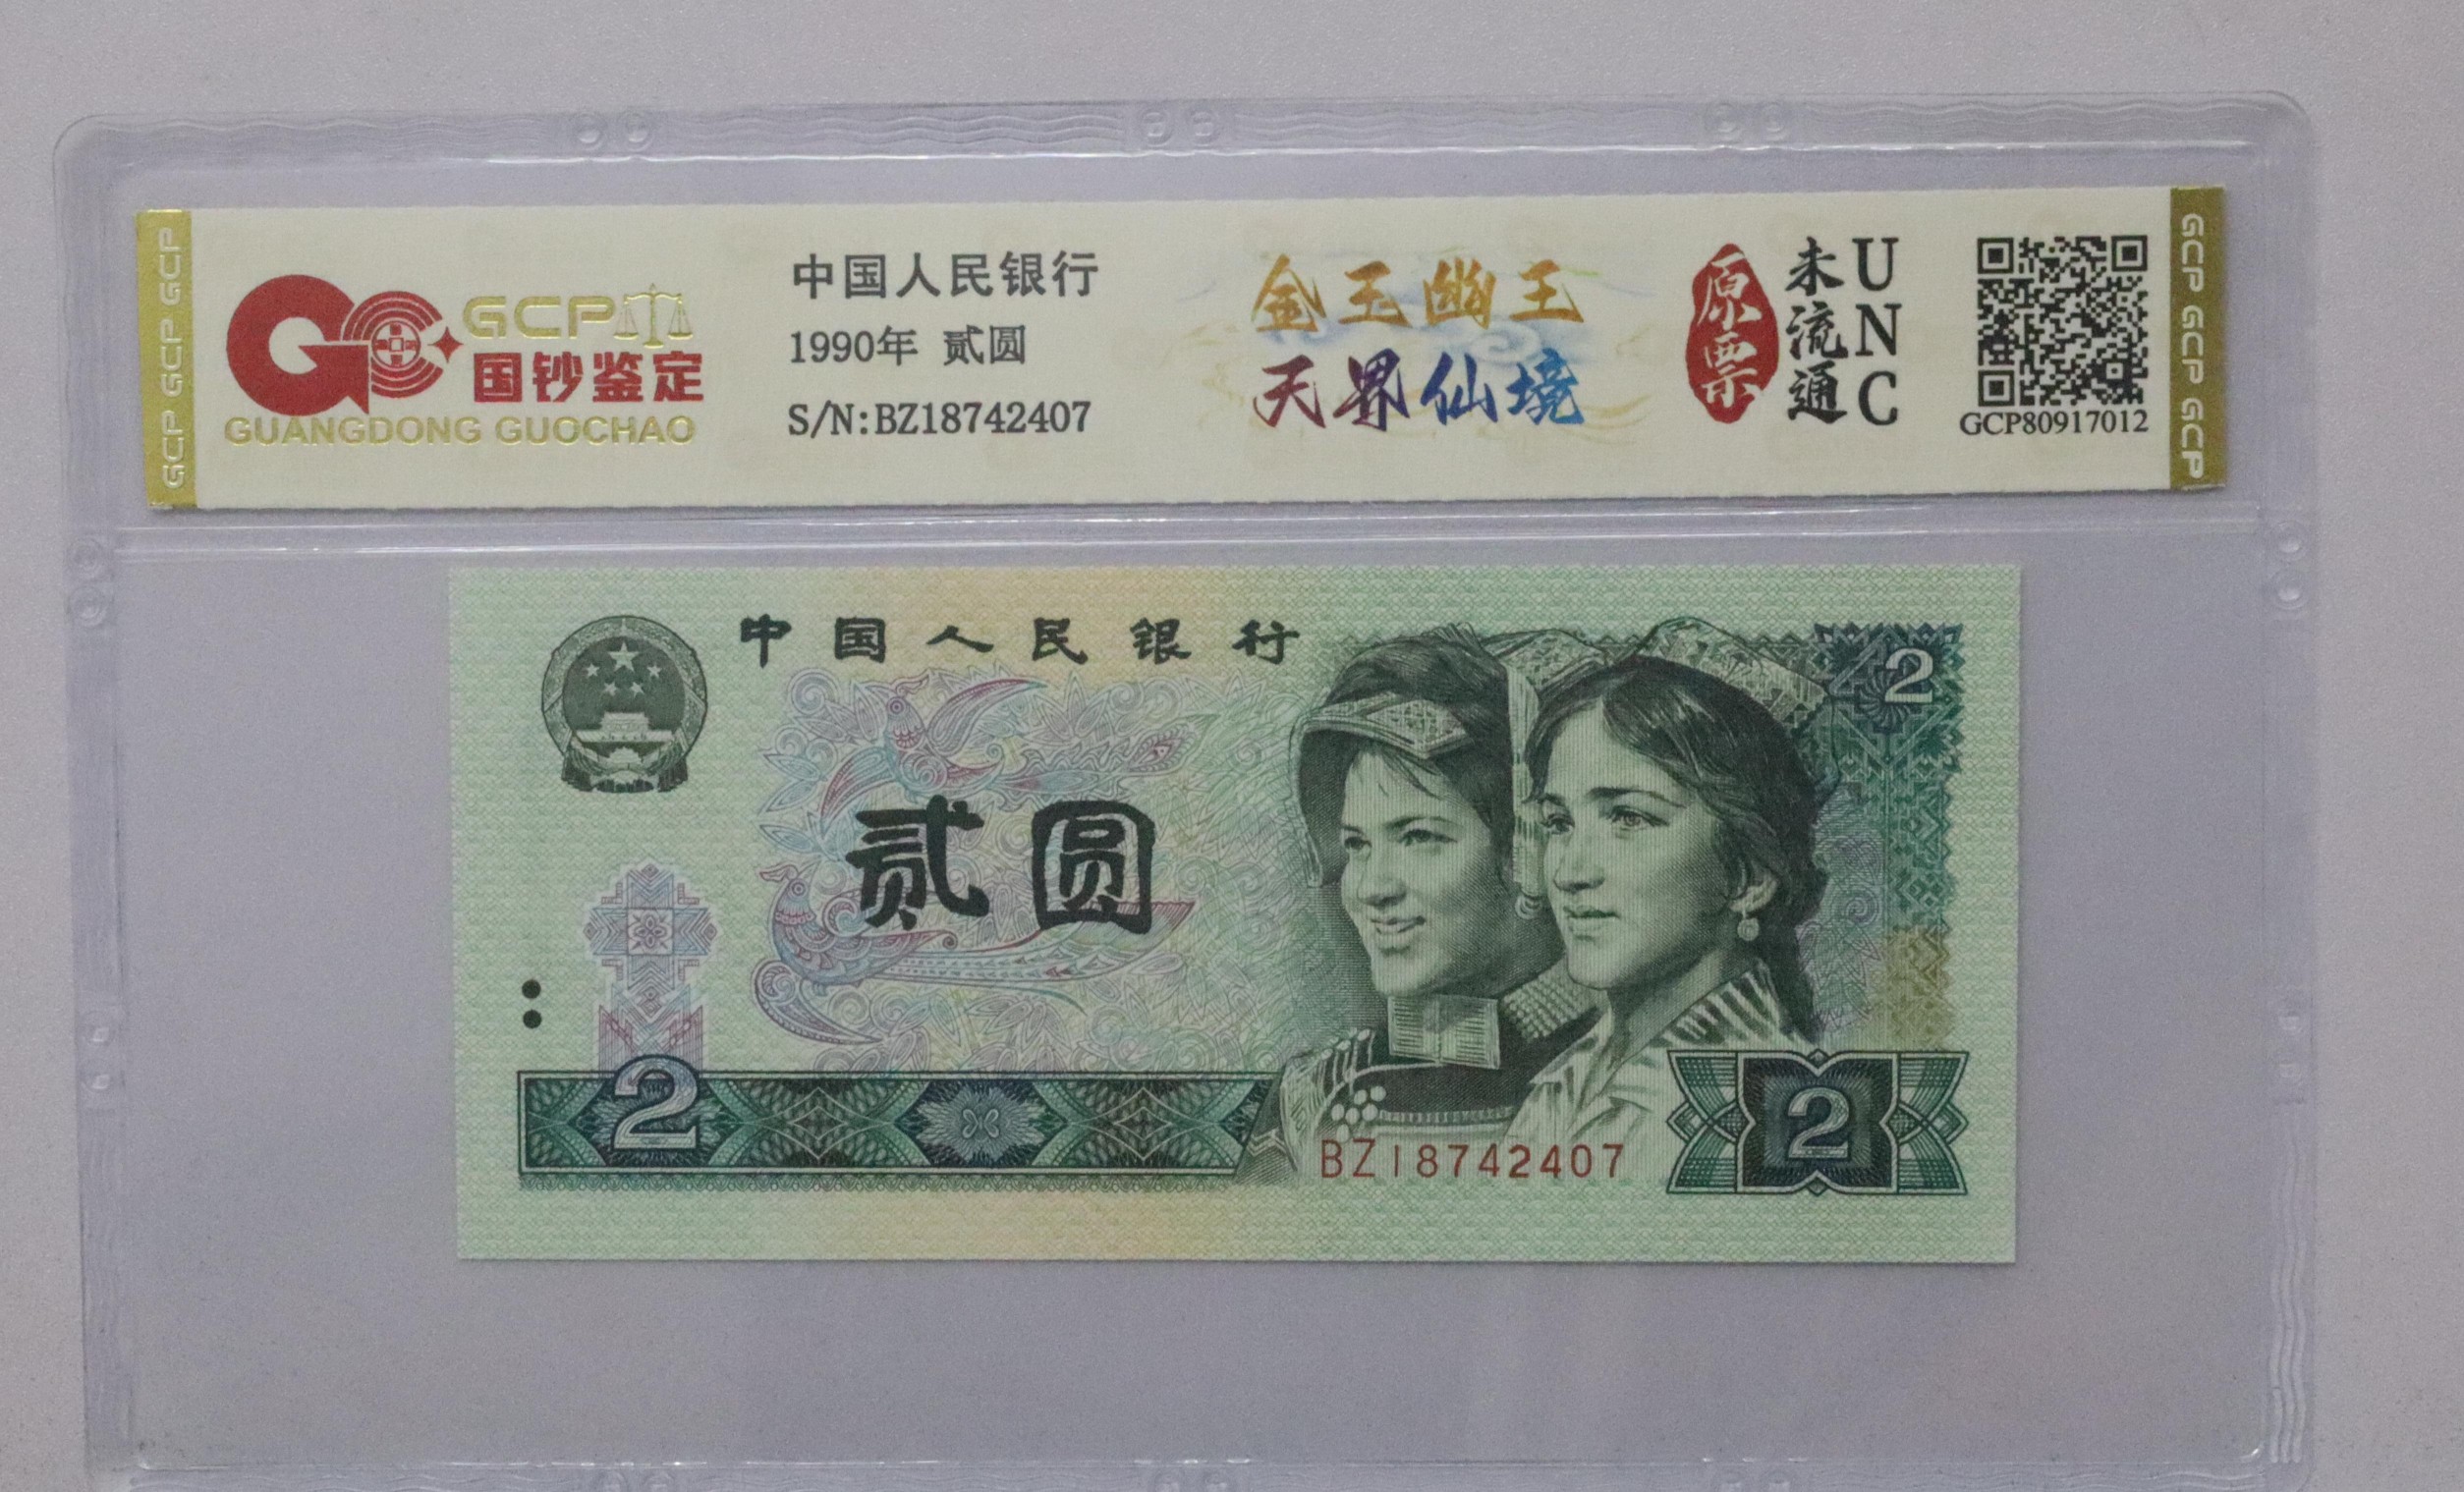 GCP GCP GCP
GCP
国钞鉴定
GUANGDONG GUOCHAO
中国人民银行
1990年 贰圆
S/N:BZ18742407
金玉幽王
天界仙境
原票
未流通
UNC
GCP80917012
GCP GCP GCP
中国人民银行
2
贰圆
2
BZ18742407
2